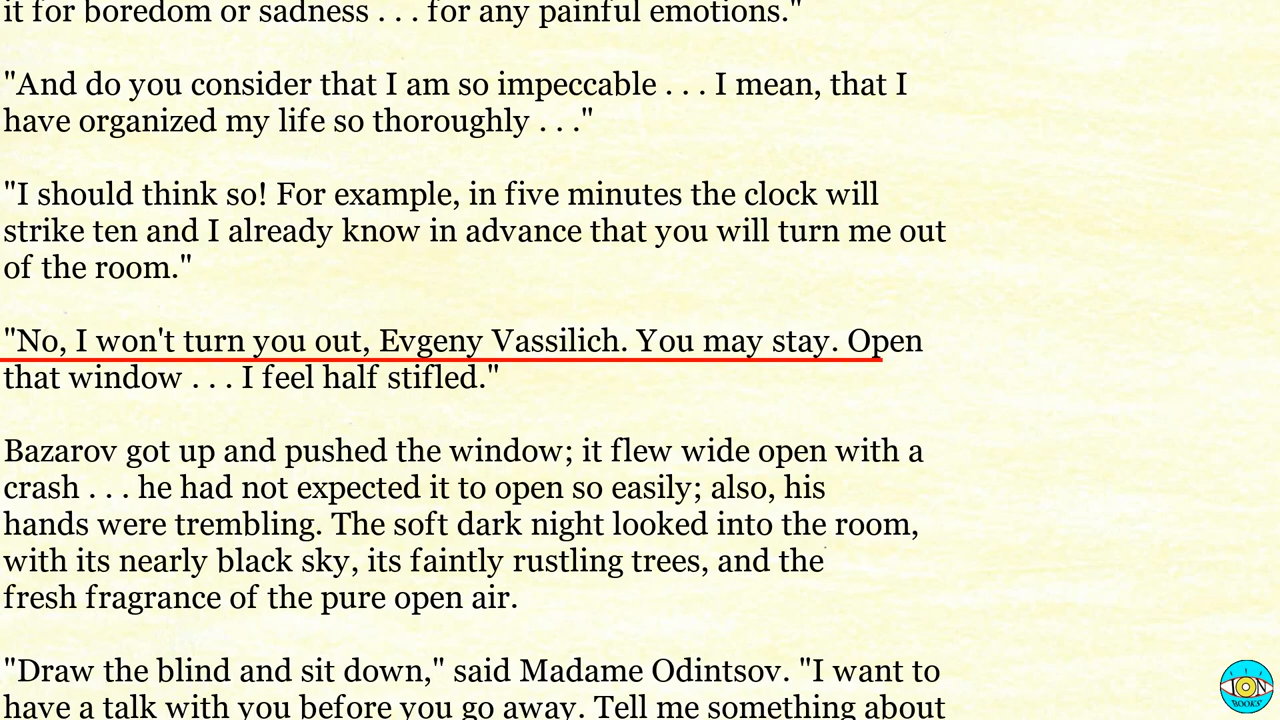 it for boredom or sadness . . . for any painful emotions."
"And do you consider that I am so impeccable . . . I mean, that I
have organized my life so thoroughly . . ."
"I should think so! For example, in five minutes the clock will
strike ten and I already know in advance that you will turn me out
of the room."
"No, I won't turn you out, Evgeny Vassilich. You may stay. Open
that window . . . I feel half stifled."
Bazarov got up and pushed the window; it flew wide open with a
crash . . . he had not expected it to open so easily; also, his
hands were trembling. The soft dark night looked into the room,
with its nearly black sky, its faintly rustling trees, and the
fresh fragrance of the pure open air.
"Draw the blind and sit down," said Madame Odintsov. "I want to
have a talk with you before you go away. Tell me something about
ION
BOOKS